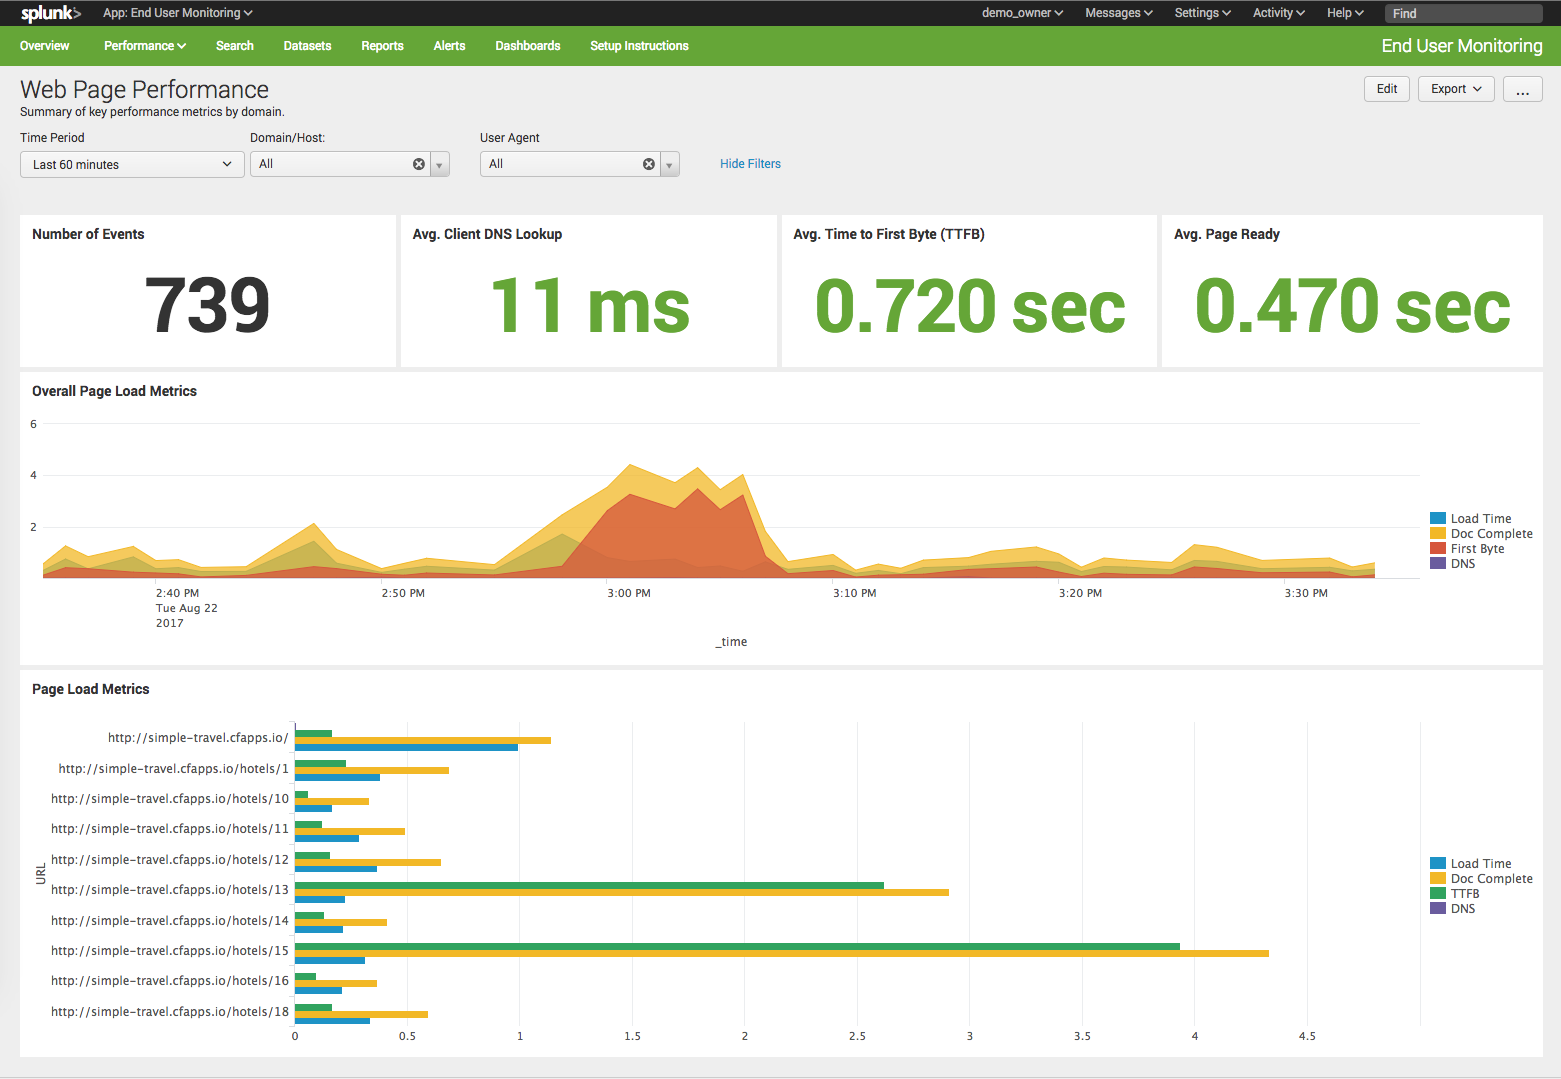 splunk> App: End User Monitoring demo_owner Messages Settings Activity Help Find
Overview Performance Search Datasets Reports Alerts Dashboards Setup Instructions End User Monitoring
Web Page Performance Edit Export ...
Summary of key performance metrics by domain.
Time Period Domain/Host: User Agent
Last 60 minutes All All Hide Filters
Number of Events Avg. Client DNS Lookup Avg. Time to First Byte (TTFB) Avg. Page Ready
739 11 ms 0.720 sec 0.470 sec
Overall Page Load Metrics
6
4
2
Load Time
Doc Complete
First Byte
DNS
2:40 PM 2:50 PM 3:00 PM 3:10 PM 3:20 PM 3:30 PM
Tue Aug 22
2017
_time
Page Load Metrics
URL
http://simple-travel.cfapps.io/
http://simple-travel.cfapps.io/hotels/1
http://simple-travel.cfapps.io/hotels/10
http://simple-travel.cfapps.io/hotels/11
http://simple-travel.cfapps.io/hotels/12
http://simple-travel.cfapps.io/hotels/13
http://simple-travel.cfapps.io/hotels/14
http://simple-travel.cfapps.io/hotels/15
http://simple-travel.cfapps.io/hotels/16
http://simple-travel.cfapps.io/hotels/18
Load Time
Doc Complete
TTFB
DNS
0 0.5 1 1.5 2 2.5 3 3.5 4 4.5